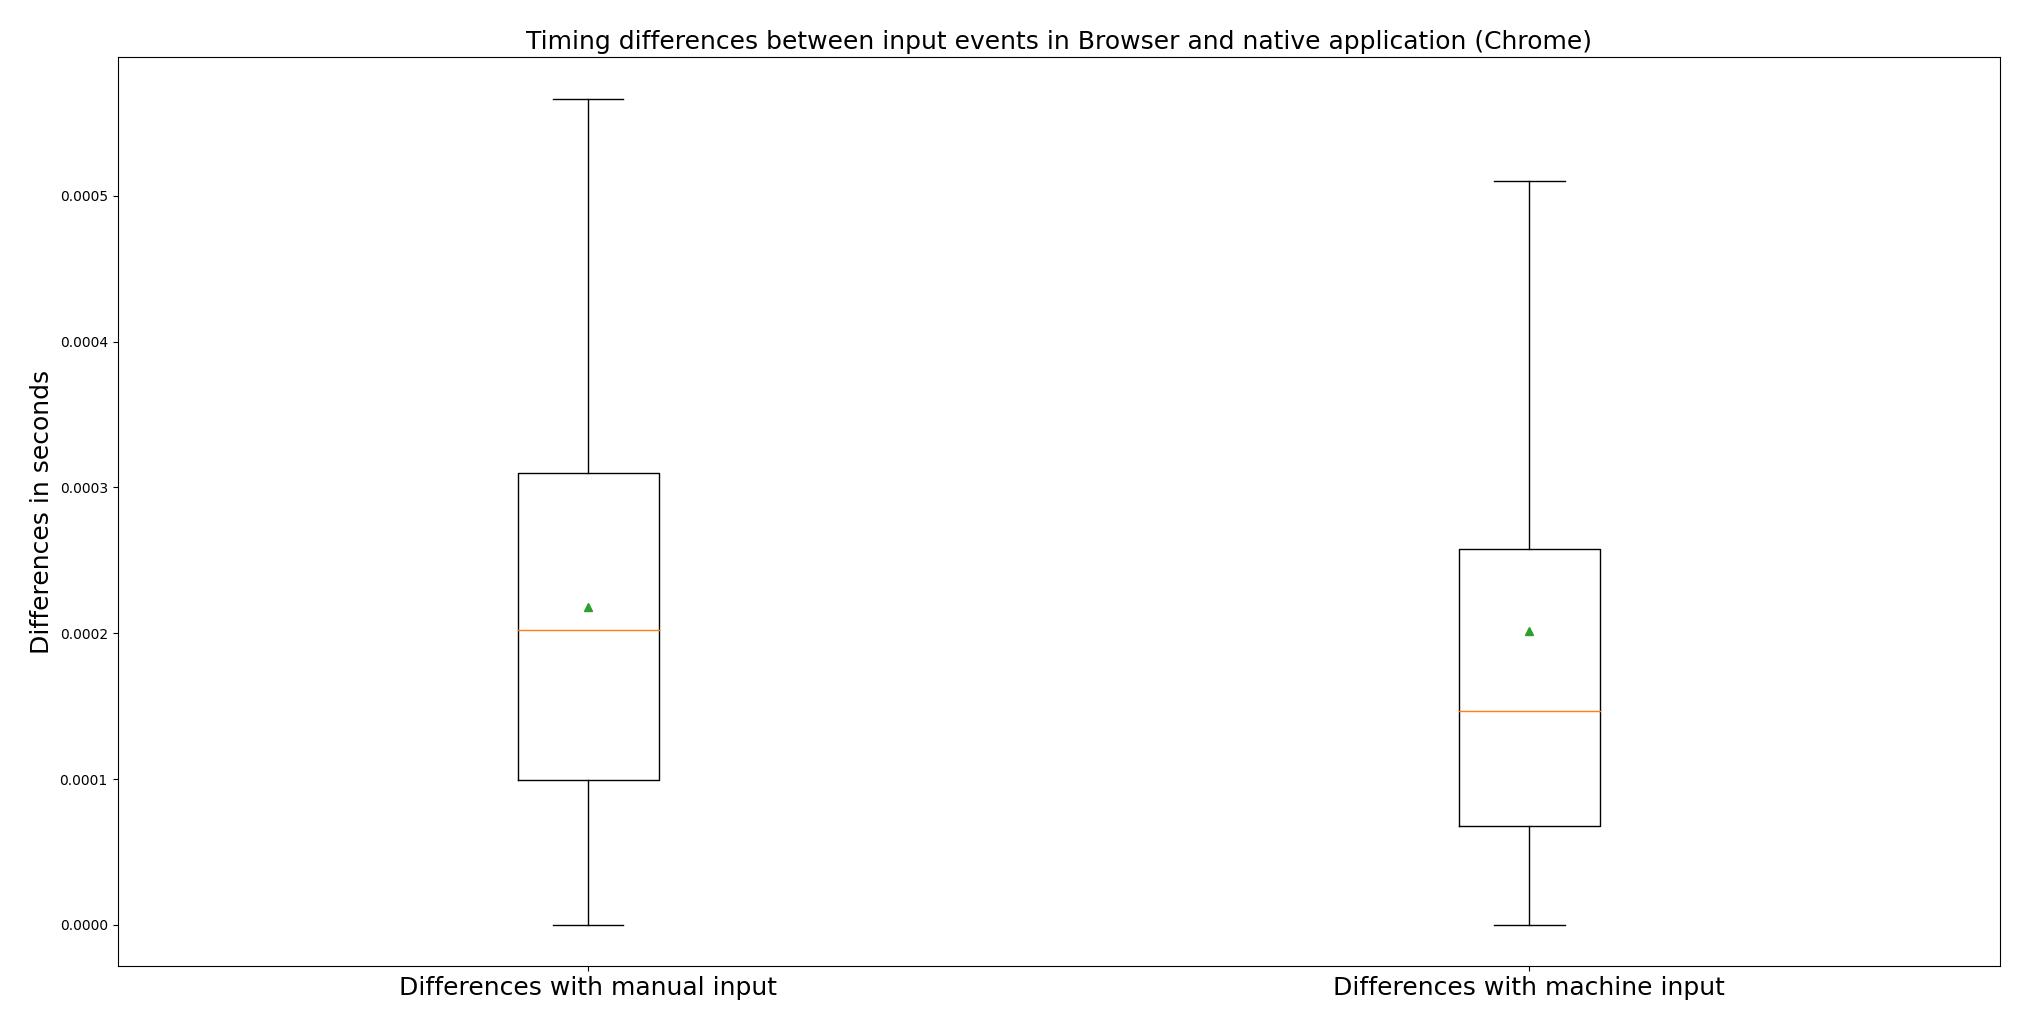 Timing differences between input events in Browser and native application (Chrome)
Differences in seconds
0.0005
0.0004
0.0003
0.0002
0.0001
0.0000
Differences with manual input
Differences with machine input